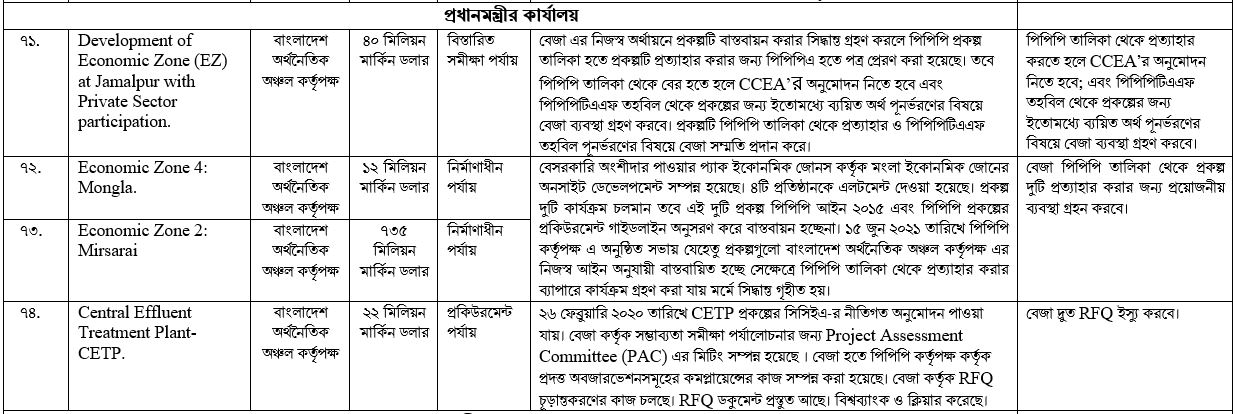 প্রধানমন্ত্রীর কার্যালয়
৭১.
Development of
Economic Zone (EZ)
at Jamalpur with
Private Sector
participation.
বাংলাদেশ
অর্থনৈতিক
অঞ্চল কর্তৃপক্ষ
৪০ মিলিয়ন
মার্কিন ডলার
বিস্তারিত
সমীক্ষা পর্যায়
বেজা এর নিজস্ব অর্থায়নে প্রকল্পটি বাস্তবায়ন করার সিদ্ধান্ত গ্রহণ করলে পিপিপি প্রকল্প
তালিকা হতে প্রকল্পটি প্রত্যাহার করার জন্য পিপিপিএ হতে পত্র প্রেরণ করা হয়েছে। তবে
পিপিপি তালিকা থেকে বের হতে হলে CCEA’র অনুমোদন নিতে হবে এবং
পিপিপিটিএএফ তহবিল থেকে প্রকল্পের জন্য ইতোমধ্যে ব্যয়িত অর্থ পূনর্ভরণের বিষয়ে
বেজা ব্যবস্থা গ্রহণ করবে। প্রকল্পটি পিপিপি তালিকা থেকে প্রত্যাহার ও পিপিপিটিএএফ
তহবিল পূনর্ভরণের বিষয়ে বেজা সম্মতি প্রদান করে।
পিপিপি তালিকা থেকে প্রত্যাহার
করতে হলে CCEA’র অনুমোদন
নিতে হবে; এবং পিপিপিটিএএফ
তহবিল থেকে প্রকল্পের জন্য
ইতোমধ্যে ব্যয়িত অর্থ পূনর্ভরণের
বিষয়ে বেজা ব্যবস্থা গ্রহণ করবে।
৭২.
Economic Zone 4:
Mongla.
বাংলাদেশ
অর্থনৈতিক
অঞ্চল কর্তৃপক্ষ
১২ মিলিয়ন
মার্কিন ডলার
নির্মাণাধীন
পর্যায়
বেসরকারি অংশীদার পাওয়ার প্যাক ইকোনমিক জোনস কর্তৃক মংলা ইকোনমিক জোনের
অনসাইট ডেভেলপমেন্ট সম্পন্ন হয়েছে। ৪টি প্রতিষ্ঠানকে এলটমেন্ট দেওয়া হয়েছে। প্রকল্প
দুটি কার্যক্রম চলমান তবে এই দুটি প্রকল্প পিপিপি আইন ২০১৫ এবং পিপিপি প্রকল্পের
প্রকিউরমেন্ট গাইডলাইন অনুসরণ করে বাস্তবায়ন হচ্ছেনা। ১৫ জুন ২০২১ তারিখে পিপিপি
কর্তৃপক্ষ এ অনুষ্ঠিত সভায় যেহেতু প্রকল্পগুলো বাংলাদেশ অর্থনৈতিক অঞ্চল কর্তৃপক্ষ এর
নিজস্ব আইন অনুযায়ী বাস্তবায়িত হচ্ছে সেক্ষেত্রে পিপিপি তালিকা থেকে প্রত্যাহার করার
ব্যাপারে কার্যক্রম গ্রহণ করা যায় মর্মে সিদ্ধান্ত গৃহীত হয়।
বেজা পিপিপি তালিকা থেকে প্রকল্প
দুটি প্রত্যাহার করার জন্য প্রয়োজনীয়
ব্যবস্থা গ্রহন করবে।
৭৩.
Economic Zone 2:
Mirsarai
বাংলাদেশ
অর্থনৈতিক
অঞ্চল কর্তৃপক্ষ
৭৩৫
মিলিয়ন
মার্কিন ডলার
নির্মাণাধীন
পর্যায়
৭৪.
Central Effluent
Treatment Plant-
CETP.
বাংলাদেশ
অর্থনৈতিক
অঞ্চল কর্তৃপক্ষ
২২ মিলিয়ন
মার্কিন ডলার
প্রকিউরমেন্ট
পর্যায়
২৬ ফেব্রুয়ারি ২০২০ তারিখে CETP প্রকল্পের সিসিইএ-র নীতিগত অনুমোদন পাওয়া
যায়। বেজা কর্তৃক সম্ভাব্যতা সমীক্ষা পর্যালোচনার জন্য Project Assessment
Committee (PAC) এর মিটিং সম্পন্ন হয়েছে । বেজা হতে পিপিপি কর্তৃপক্ষ কর্তৃক
প্রদত্ত অবজারভেশনসমূহের কমপ্লায়েন্সের কাজ সম্পন্ন করা হয়েছে। বেজা কর্তৃক RFQ
চূড়ান্তকরণের কাজ চলছে। RFQ ডকুমেন্ট প্রস্তুত আছে। বিশ্বব্যাংক ও ক্লিয়ার করেছে।
বেজা দ্রুত RFQ ইস্যু করবে।